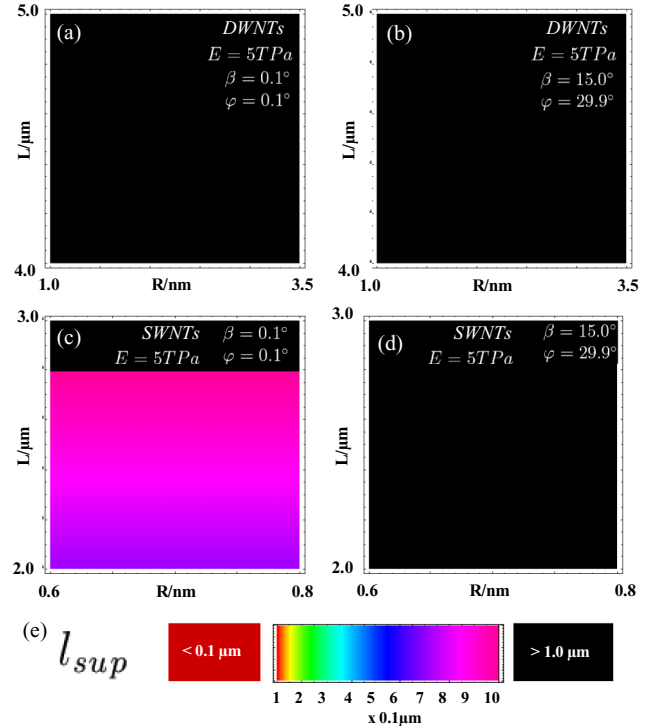 5.0
(a)
DWNTs
E = 5TPa
β = 0.1°
φ = 0.1°
L/μm
4.0
1.0
R/nm
3.5
5.0
(b)
DWNTs
E = 5TPa
β = 15.0°
φ = 29.9°
L/μm
4.0
1.0
R/nm
3.5
3.0
(c)
SWNTs β = 0.1°
E = 5TPa φ = 0.1°
L/μm
2.0
0.6
R/nm
0.8
3.0
(d)
SWNTs β = 15.0°
E = 5TPa φ = 29.9°
L/μm
2.0
0.6
R/nm
0.8
(e)
l_sup
< 0.1 μm
1 2 3 4 5 6 7 8 9 10
x 0.1μm
> 1.0 μm